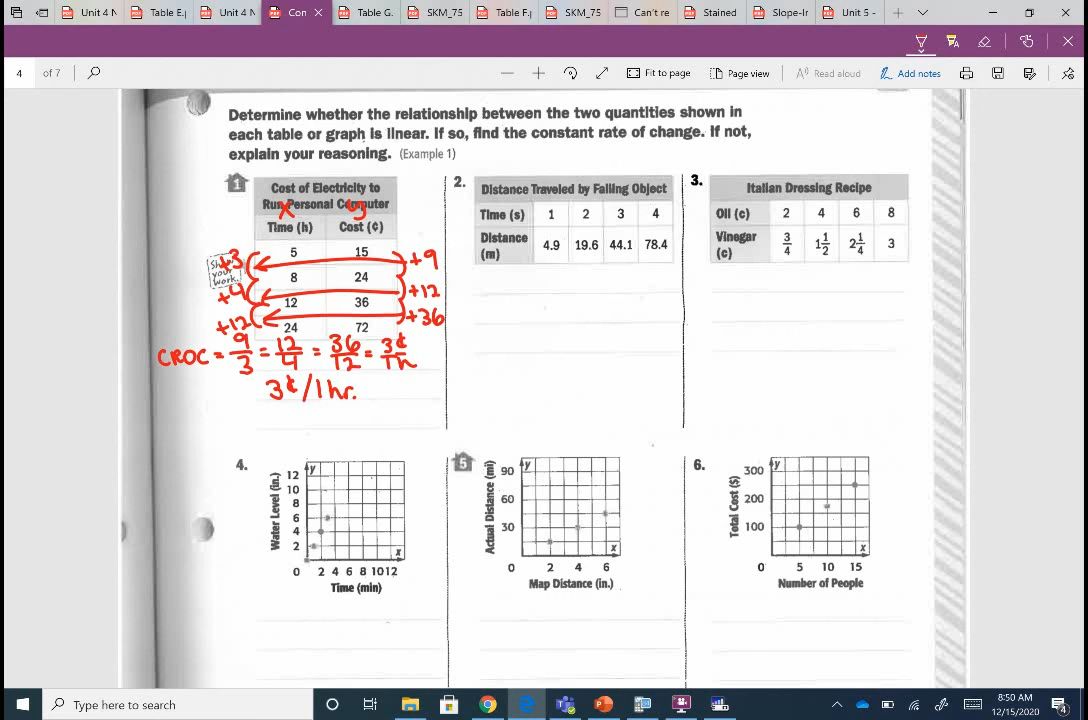 Unit 4 N
Table E.
Unit 4 N
Con
Table G.
SKM_75
Table F.
SKM_75
Can't re
Stained
Slope-Ir
Unit 5 -
4 of 7
Fit to page
Page view
Read aloud
Add notes
Determine whether the relationship between the two quantities shown in
each table or graph is linear. If so, find the constant rate of change. If not,
explain your reasoning. (Example 1)
1
Cost of Electricity to
Run Personal Computer
x y
Time (h) Cost (¢)
5 15
8 24
12 36
24 72
Show your work.
+3 +9
+4 +12
+12 +36
CROC = 9/3 = 12/4 = 36/12 = 3¢/1h
3¢/1 hr.
2.
Distance Traveled by Falling Object
Time (s) 1 2 3 4
Distance (m) 4.9 19.6 44.1 78.4
3.
Italian Dressing Recipe
Oil (c) 2 4 6 8
Vinegar (c) 3/4 1 1/2 2 1/4 3
4.
Water Level (in.)
y
12
10
8
6
4
2
x
0 2 4 6 8 10 12
Time (min)
5
Actual Distance (mi)
y
90
60
30
x
0 2 4 6
Map Distance (in.)
6.
Total Cost ($)
y
300
200
100
x
0 5 10 15
Number of People
Type here to search
8:50 AM
12/15/2020
4